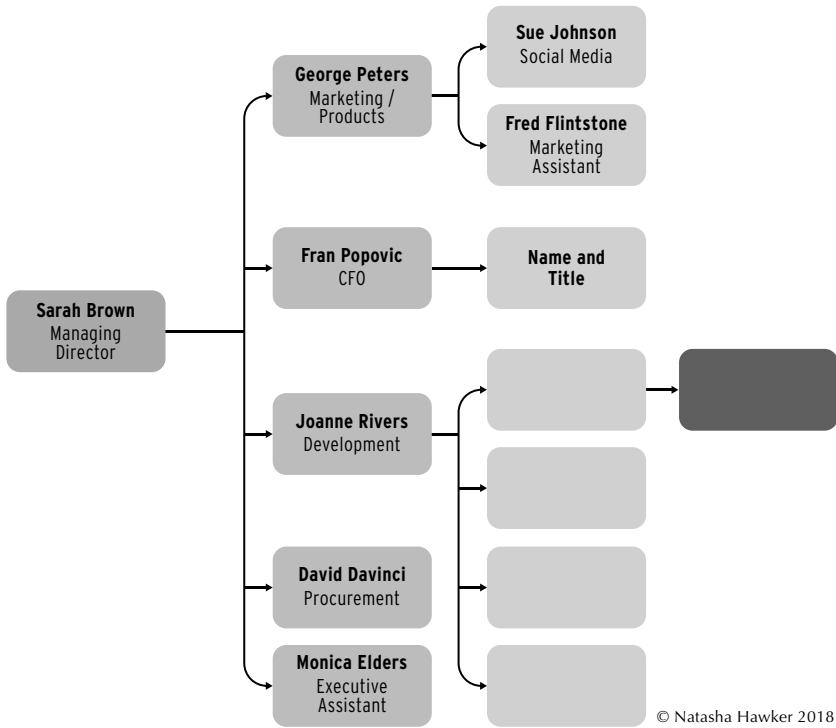 Sue Johnson
Social Media
George Peters
Marketing /
Products
Fred Flintstone
Marketing
Assistant
Fran Popovic
CFO
Name and
Title
Sarah Brown
Managing
Director
Joanne Rivers
Development
David Davinci
Procurement
Monica Elders
Executive
Assistant
© Natasha Hawker 2018